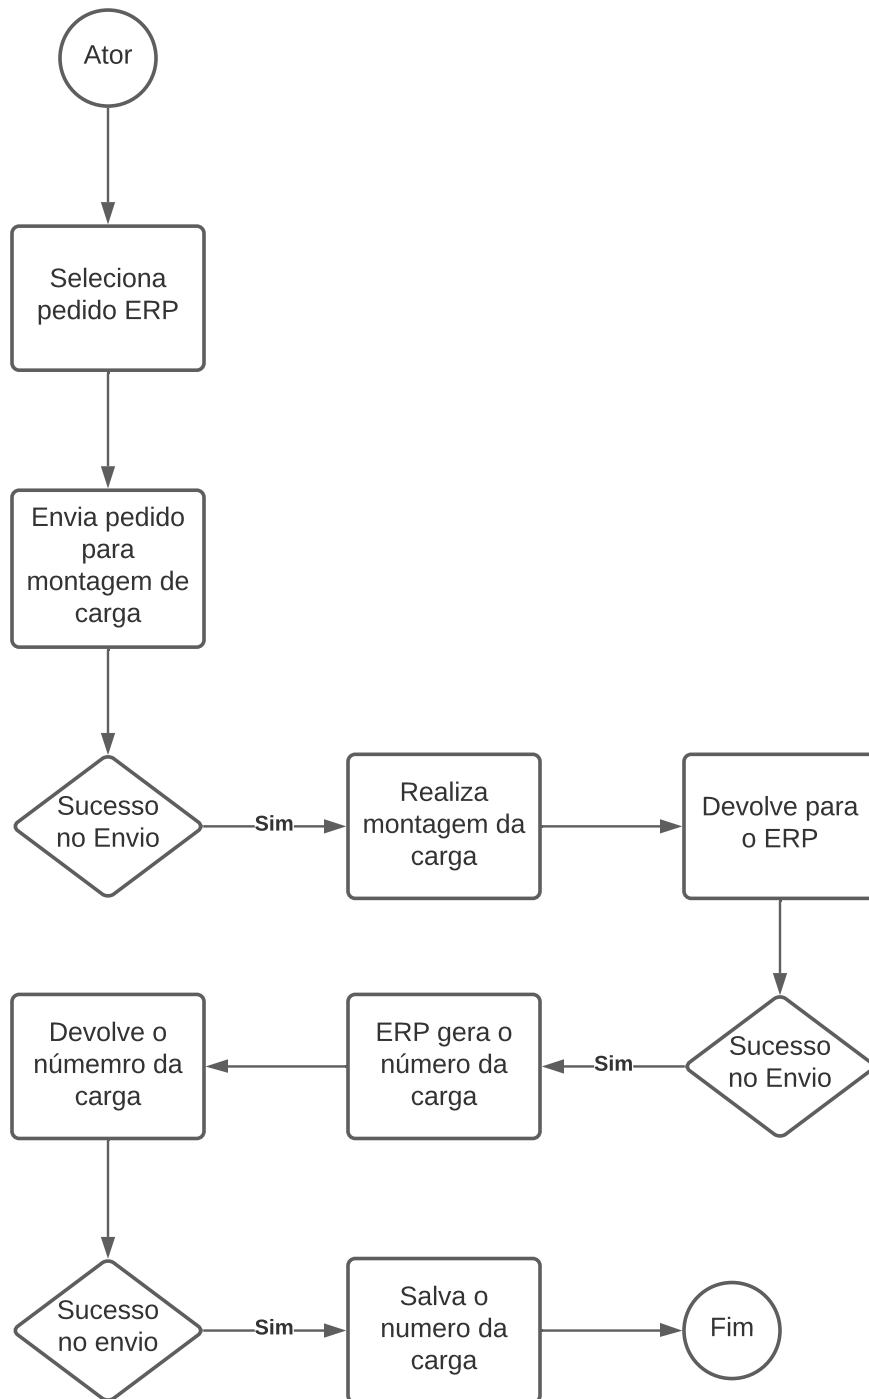 Ator
Seleciona
pedido ERP
Envia pedido
para
montagem de
carga
Sucesso
no Envio
Sim
Realiza
montagem da
carga
Devolve para
o ERP
Sucesso
no Envio
Sim
ERP gera o
número da
carga
Devolve o
númemro da
carga
Sucesso
no envio
Sim
Salva o
numero da
carga
Fim